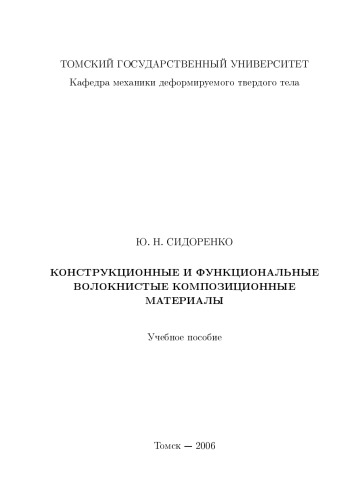 ТОМСКИЙ ГОСУДАРСТВЕННЫЙ УНИВЕРСИТЕТ
Кафедра механики деформируемого твердого тела
Ю. Н. СИДОРЕНКО
КОНСТРУКЦИОННЫЕ И ФУНКЦИОНАЛЬНЫЕ
ВОЛОКНИСТЫЕ КОМПОЗИЦИОННЫЕ
МАТЕРИАЛЫ
Учебное пособие
Томск — 2006